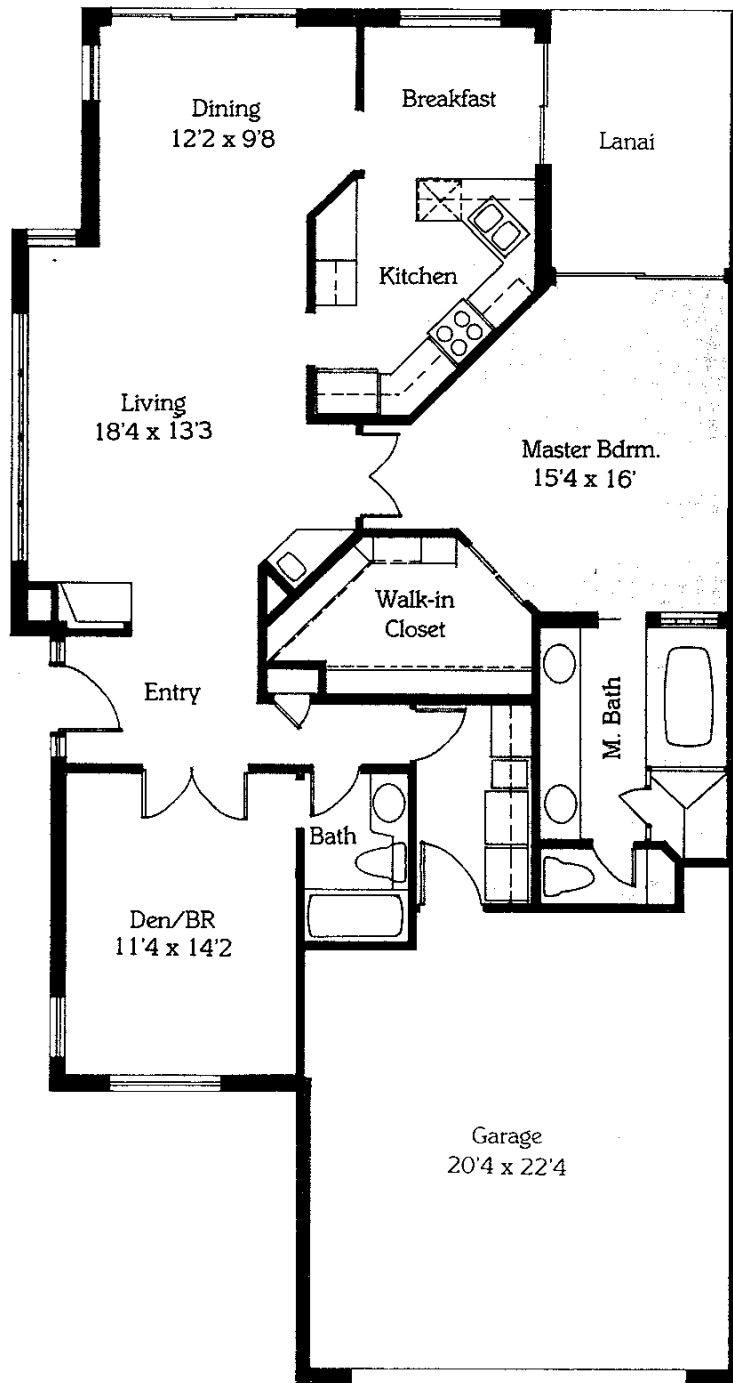 Dining
12'2 x 9'8
Breakfast
Lanai
Kitchen
Living
18'4 x 13'3
Master Bdrm.
15'4 x 16'
Walk-in
Closet
Entry
M. Bath
Bath
Den/BR
11'4 x 14'2
Garage
20'4 x 22'4